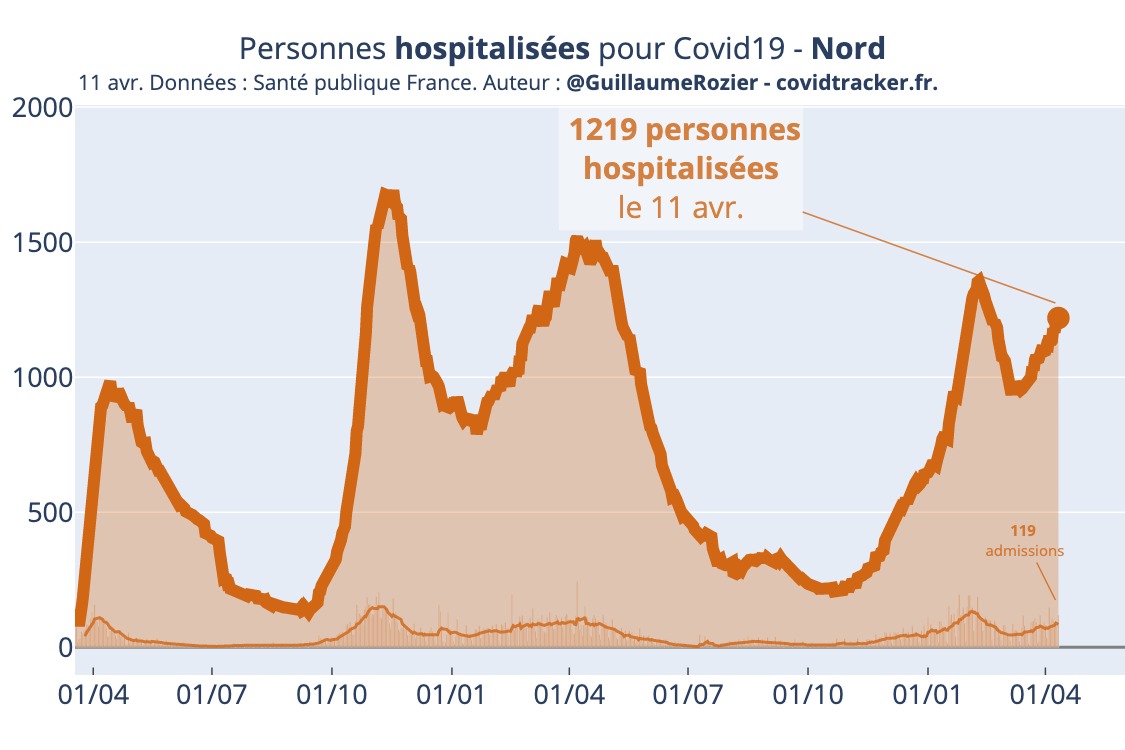 Personnes hospitalisées pour Covid19 - Nord
11 avr. Données : Santé publique France. Auteur : @GuillaumeRozier - covidtracker.fr.
2000
1219 personnes
hospitalisées
le 11 avr.
1500
1000
500
119
admissions
0
01/04 01/07 01/10 01/01 01/04 01/07 01/10 01/01 01/04